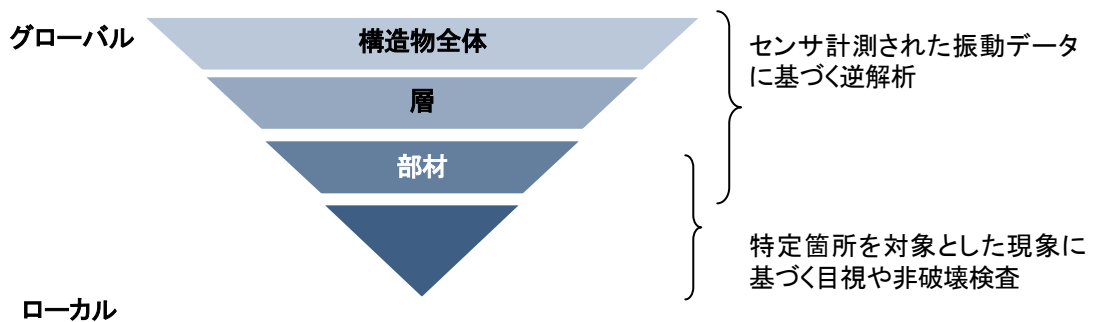 グローバル
構造物全体
層
部材
ローカル
センサ計測された振動データ
に基づく逆解析
特定箇所を対象とした現象に
基づく目視や非破壊検査